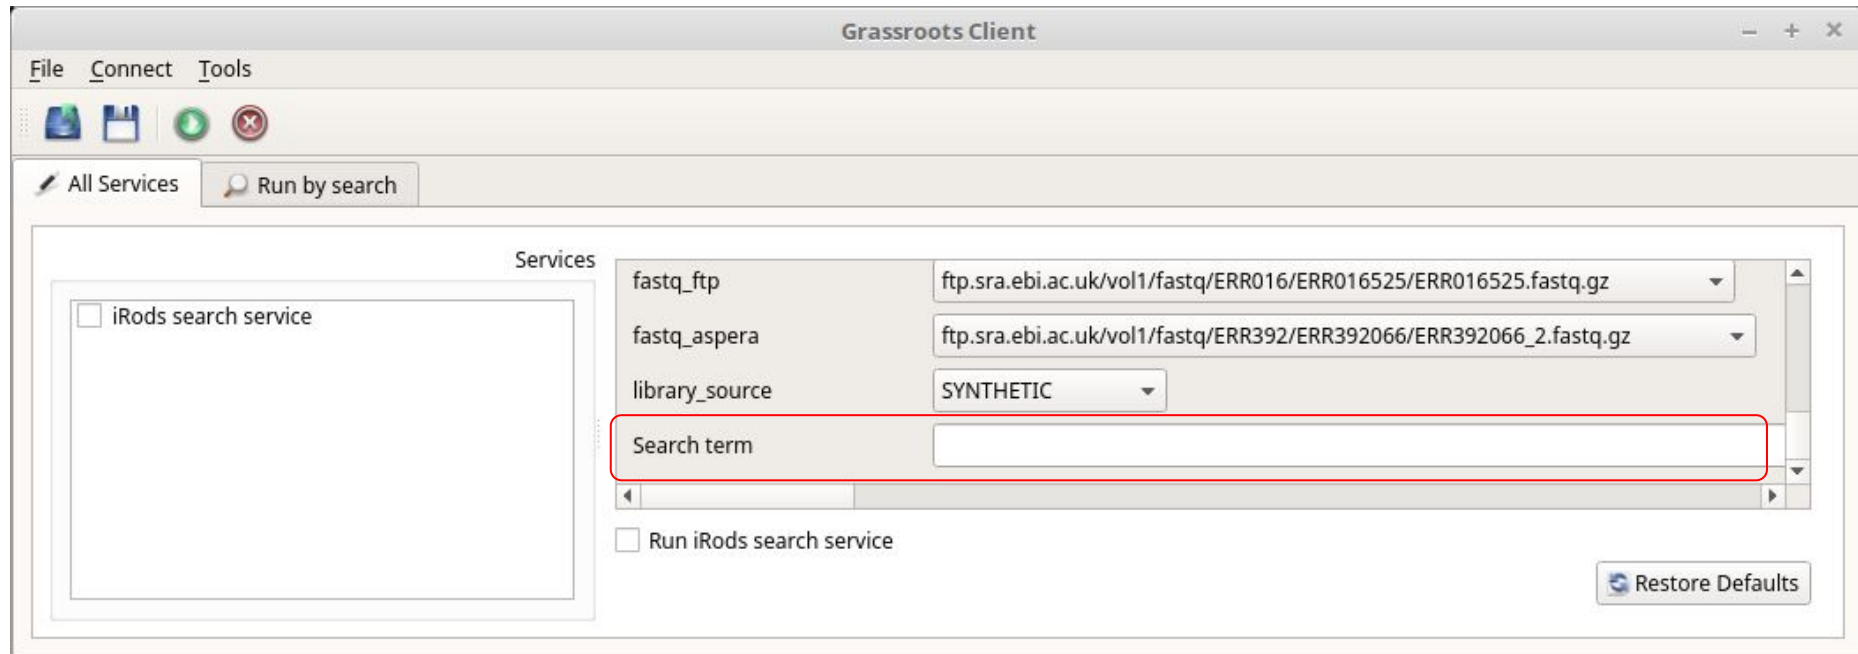 Grassroots Client
File Connect Tools
All Services Run by search
Services
iRods search service
fastq_ftp ftp.sra.ebi.ac.uk/vol1/fastq/ERR016/ERR016525/ERR016525.fastq.gz
fastq_aspera ftp.sra.ebi.ac.uk/vol1/fastq/ERR392/ERR392066/ERR392066_2.fastq.gz
library_source SYNTHETIC
Search term
Run iRods search service
Restore Defaults